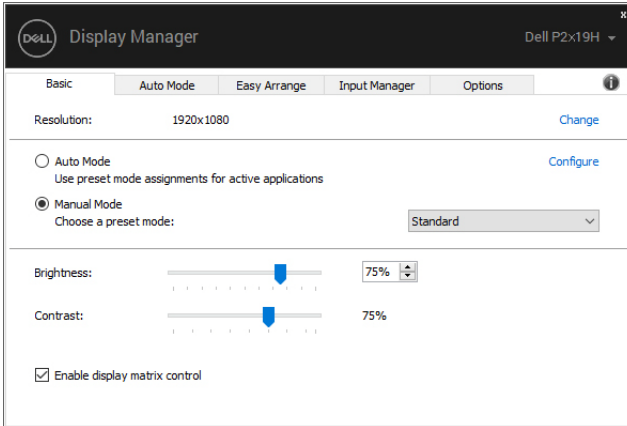 x
DELL Display Manager Dell P2x19H
Basic Auto Mode Easy Arrange Input Manager Options i
Resolution: 1920x1080 Change
Auto Mode Configure
Use preset mode assignments for active applications
Manual Mode
Choose a preset mode: Standard
Brightness: 75%
Contrast: 75%
Enable display matrix control